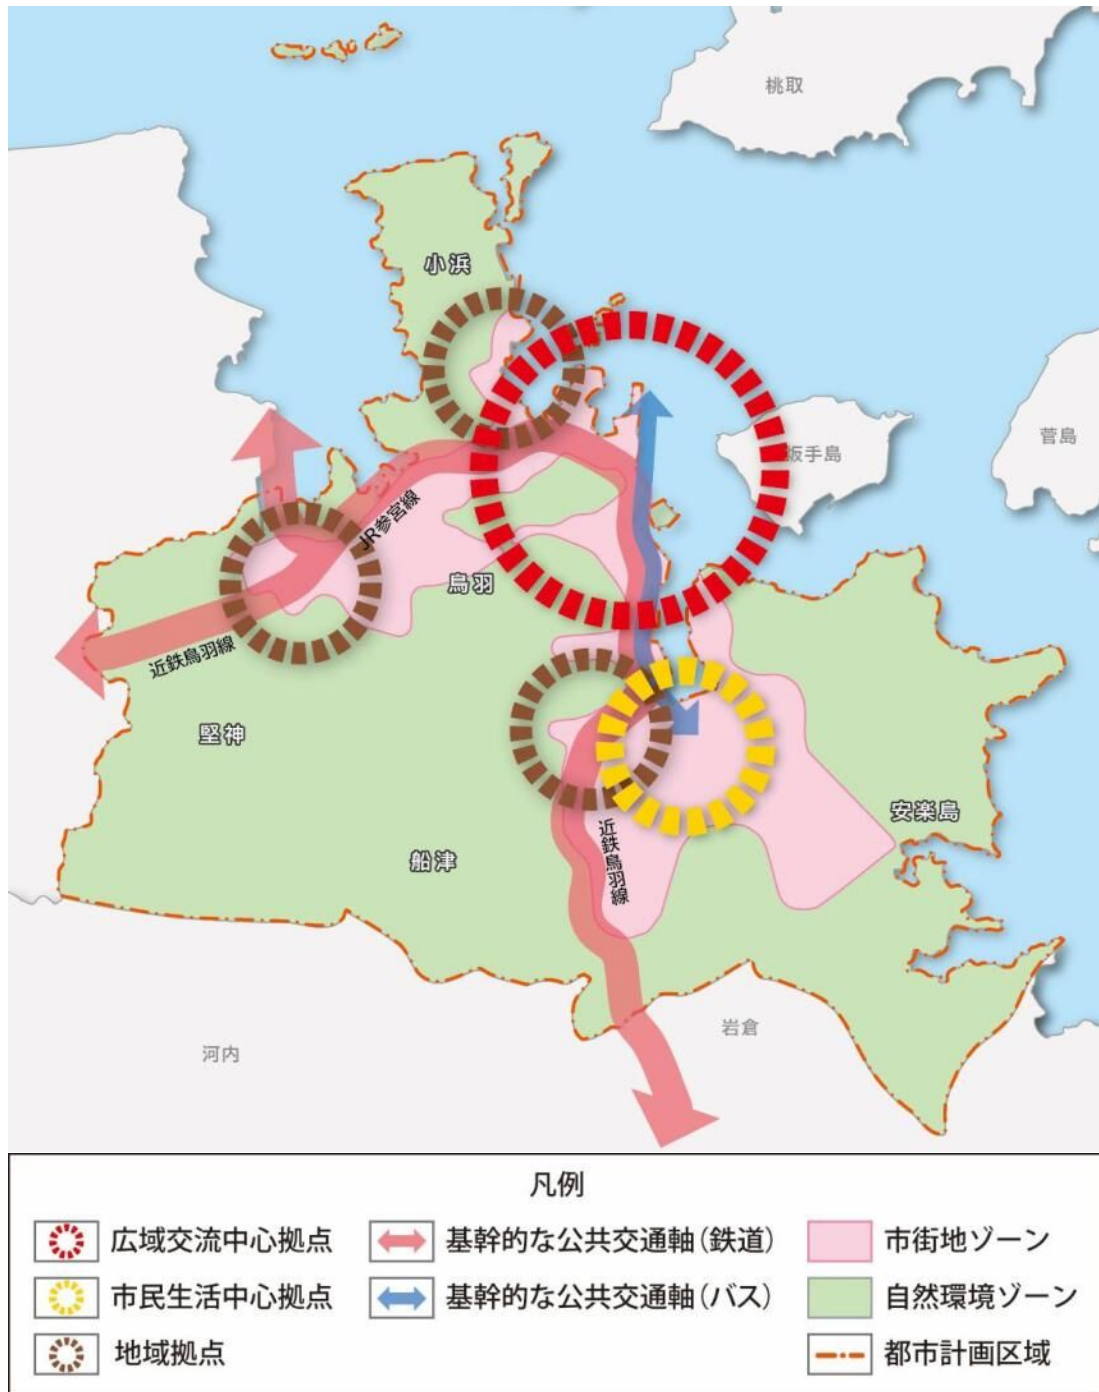 桃取
小浜
菅島
坂手島
JR参宮線
鳥羽
近鉄鳥羽線
堅神
安楽島
船津
近鉄鳥羽線
岩倉
河内
凡例
広域交流中心拠点
基幹的な公共交通軸(鉄道)
市街地ゾーン
市民生活中心拠点
基幹的な公共交通軸(バス)
自然環境ゾーン
地域拠点
都市計画区域